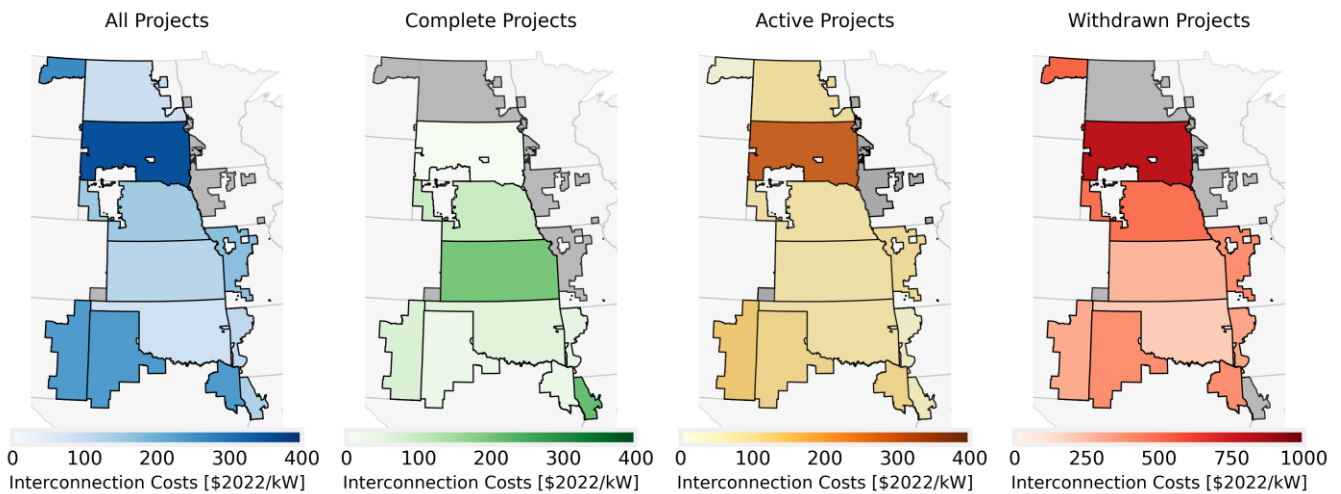 All Projects
Complete Projects
Active Projects
Withdrawn Projects
0 100 200 300 400
Interconnection Costs [$2022/kW]
0 100 200 300 400
Interconnection Costs [$2022/kW]
0 100 200 300 400
Interconnection Costs [$2022/kW]
0 250 500 750 1000
Interconnection Costs [$2022/kW]